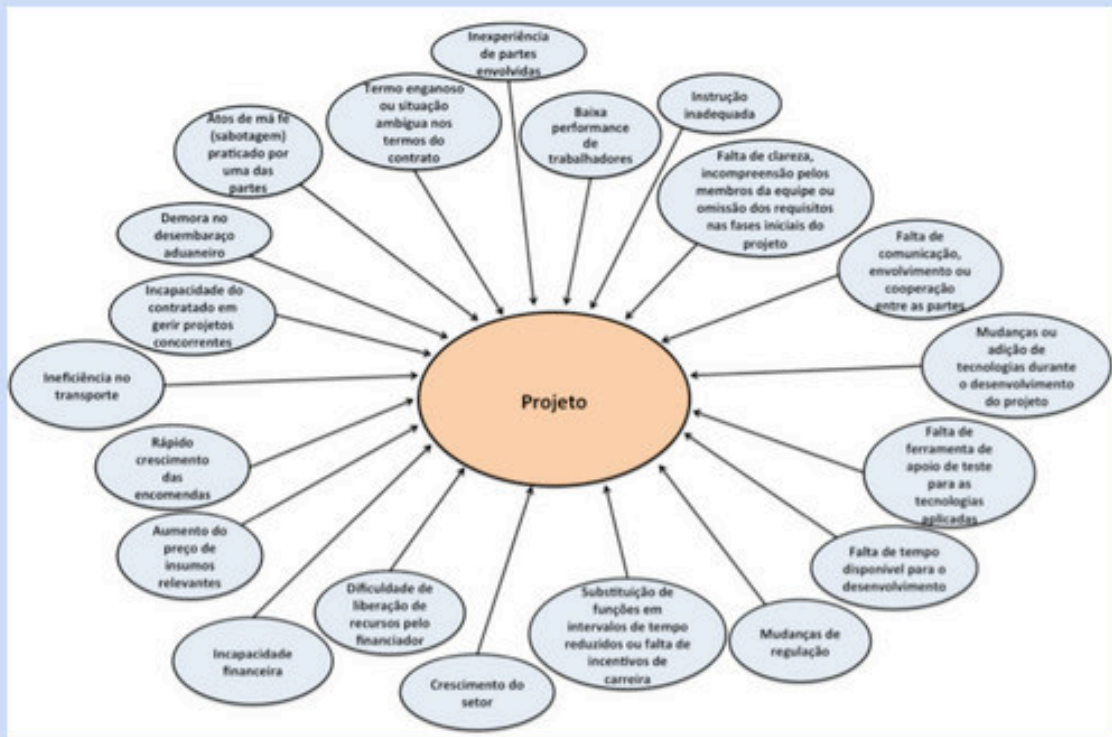 Inexperiência
de partes
envolvidas
Termo enganoso
ou situação
ambígua nos
termos do
contrato
Baixa
performance
de
trabalhadores
Instrução
inadequada
Atos de má fé
(sabotagem)
praticado por
uma das
partes
Falta de clareza,
incompreensão pelos
membros da equipe ou
omissão dos requisitos
nas fases iniciais do
projeto
Demora no
desembaraço
aduaneiro
Falta de
comunicação,
envolvimento ou
cooperação
entre as partes
Incapacidade do
contratado em
gerir projetos
concorrentes
Mudanças ou
adição de
tecnologias durante
o desenvolvimento
do projeto
Ineficiência no
transporte
Projeto
Rápido
crescimento
das
encomendas
Falta de
ferramenta de
apoio de teste
para as
tecnologias
aplicadas
Aumento do
preço de
insumos
relevantes
Falta de tempo
disponível para o
desenvolvimento
Dificuldade de
liberação de
recursos pelo
financiador
Substituição de
funções em
intervalos de tempo
reduzidos ou falta de
incentivos de
carreira
Mudanças de
regulação
Incapacidade
financeira
Crescimento do
setor